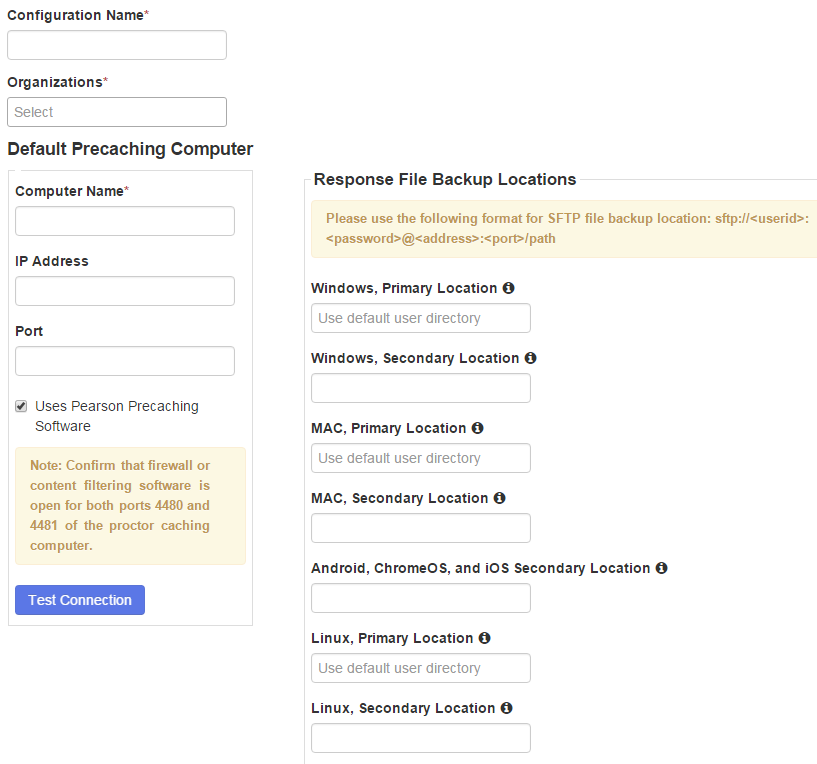 Configuration Name*
Organizations*
Select
Default Precaching Computer
Computer Name*
IP Address
Port
Uses Pearson Precaching
Software
Note: Confirm that firewall or
content filtering software is
open for both ports 4480 and
4481 of the proctor caching
computer.
Test Connection
Response File Backup Locations
Please use the following format for SFTP file backup location: sftp://<userid>:
<password>@<address>:<port>/path
Windows, Primary Location
Use default user directory
Windows, Secondary Location
MAC, Primary Location
Use default user directory
MAC, Secondary Location
Android, ChromeOS, and iOS Secondary Location
Linux, Primary Location
Use default user directory
Linux, Secondary Location